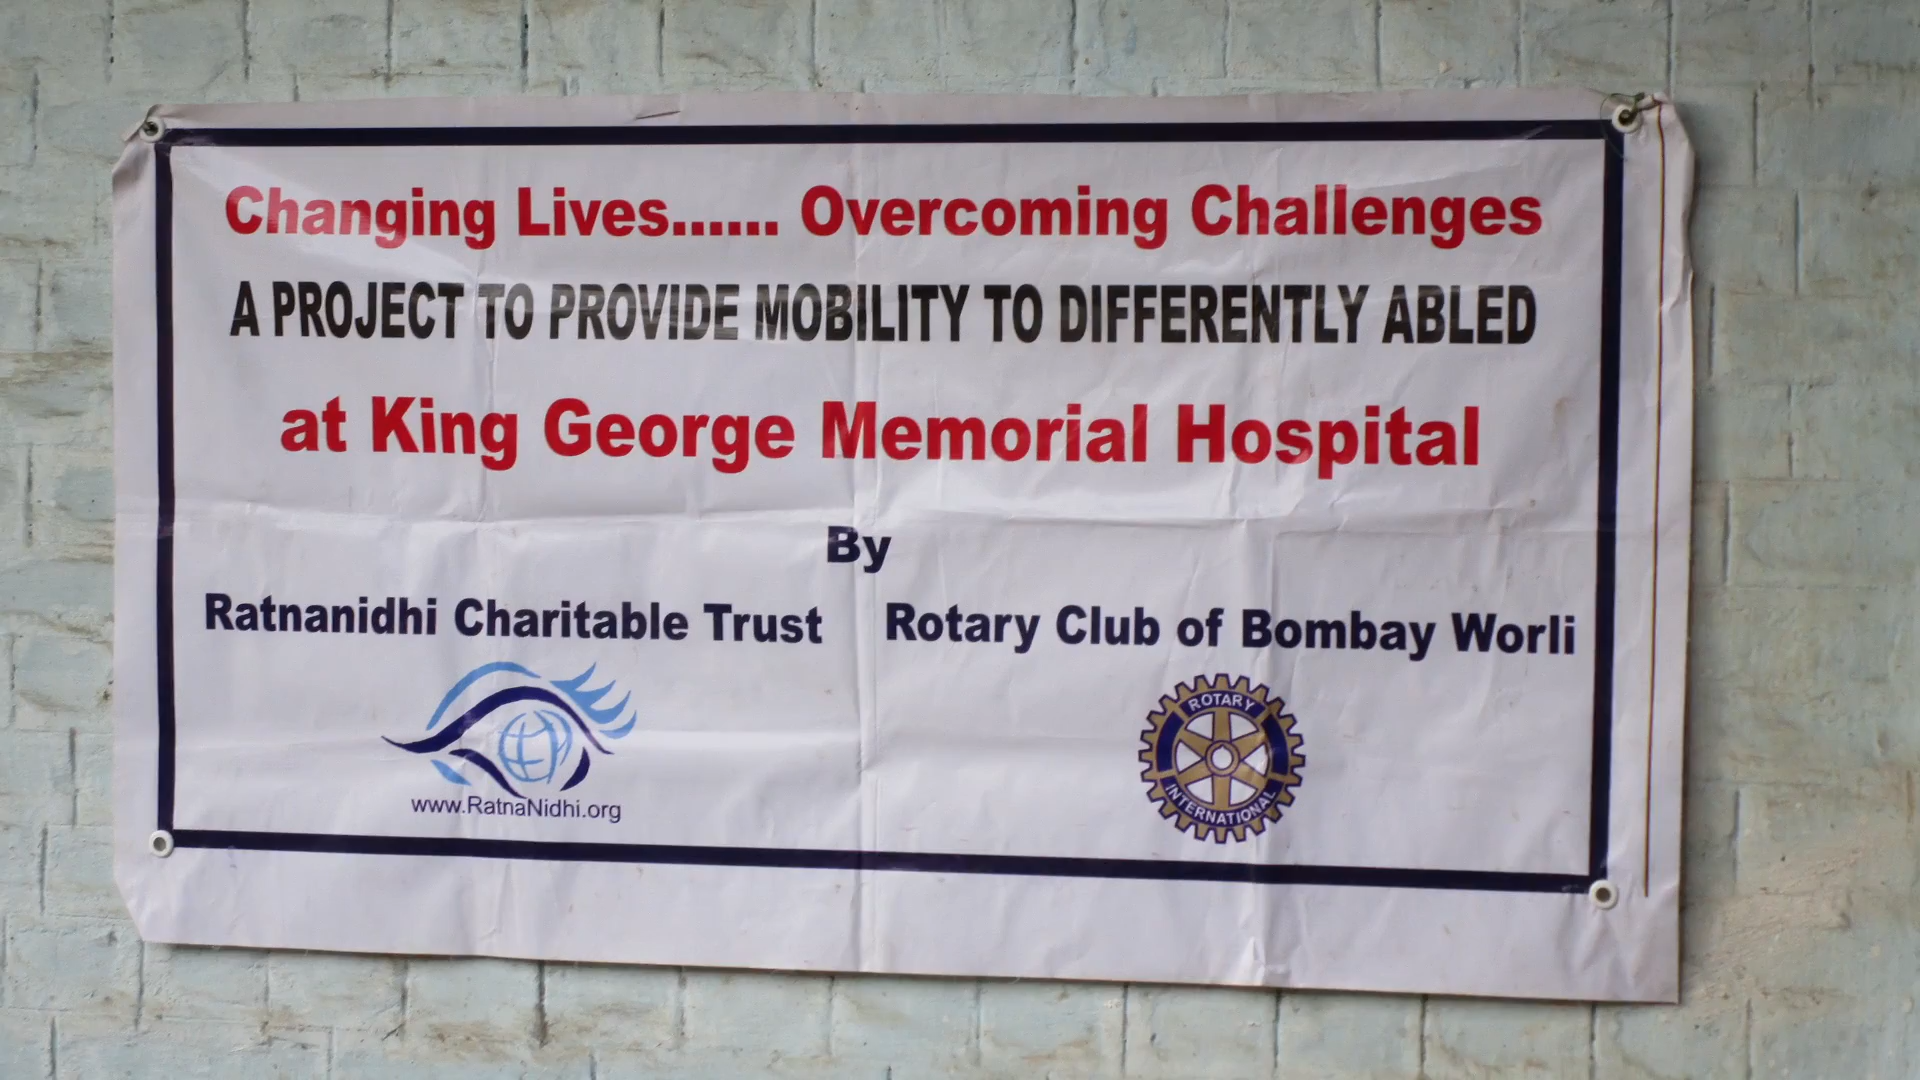 Changing Lives...... Overcoming Challenges
A PROJECT TO PROVIDE MOBILITY TO DIFFERENTLY ABLED
at King George Memorial Hospital
By
Ratnanidhi Charitable Trust
www.RatnaNidhi.org
Rotary Club of Bombay Worli
ROTARY
INTERNATIONAL